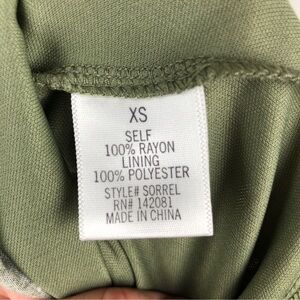 XS
SELF
100% RAYON
LINING
100% POLYESTER
STYLE# SORREL
RN# 142081
MADE IN CHINA